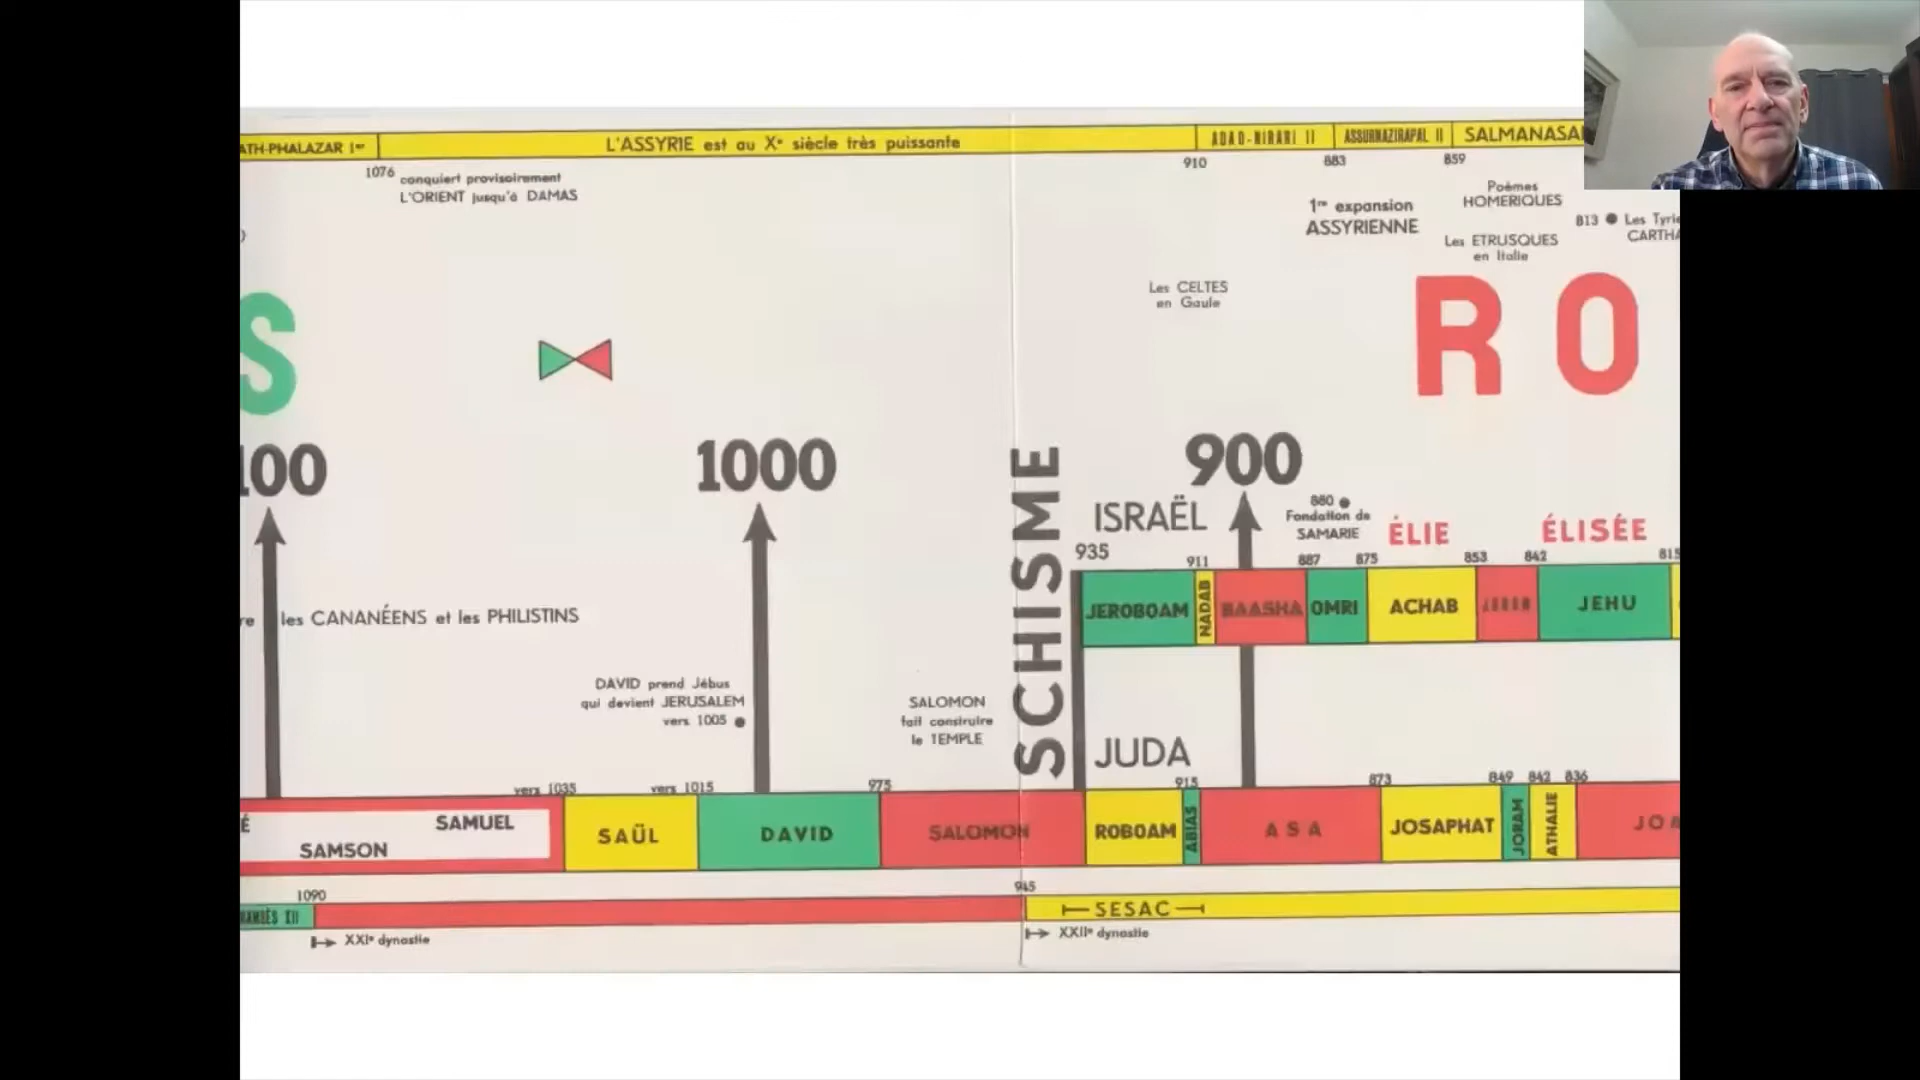 ATH-PHALAZAR 1er
L'ASSYRIE est au Xe siècle très puissante
ADAD-NIRARI II
ASSURNAZIRAPAL II
SALMANASA
1076
910
883
859
conquiert provisoirement
L'ORIENT jusqu'à DAMAS
1re expansion
ASSYRIENNE
Poèmes
HOMERIQUES
813 ● Les Tyrie
CARTHA
Les ETRUSQUES
en Italie
Les CELTES
en Gaule
S
RO
100
1000
900
SCHISME
ISRAËL
880 ●
Fondation de
SAMARIE
ÉLIE
ÉLISÉE
935
911
887
875
853
842
815
JEROBOAM
NADAB
BAASHA
OMRI
ACHAB
JEHU
re les CANANÉENS et les PHILISTINS
DAVID prend Jébus
qui devient JERUSALEM
vers 1005 ●
SALOMON
fait construire
le TEMPLE
JUDA
vers 1035
vers 1015
975
915
873
849
842
836
É
SAMSON
SAMUEL
SAÜL
DAVID
SALOMON
ROBOAM
ABIAS
ASA
JOSAPHAT
JORAM
ATHALIE
JOA
1090
945
XII
SESAC
XXIe dynastie
XXIIe dynastie